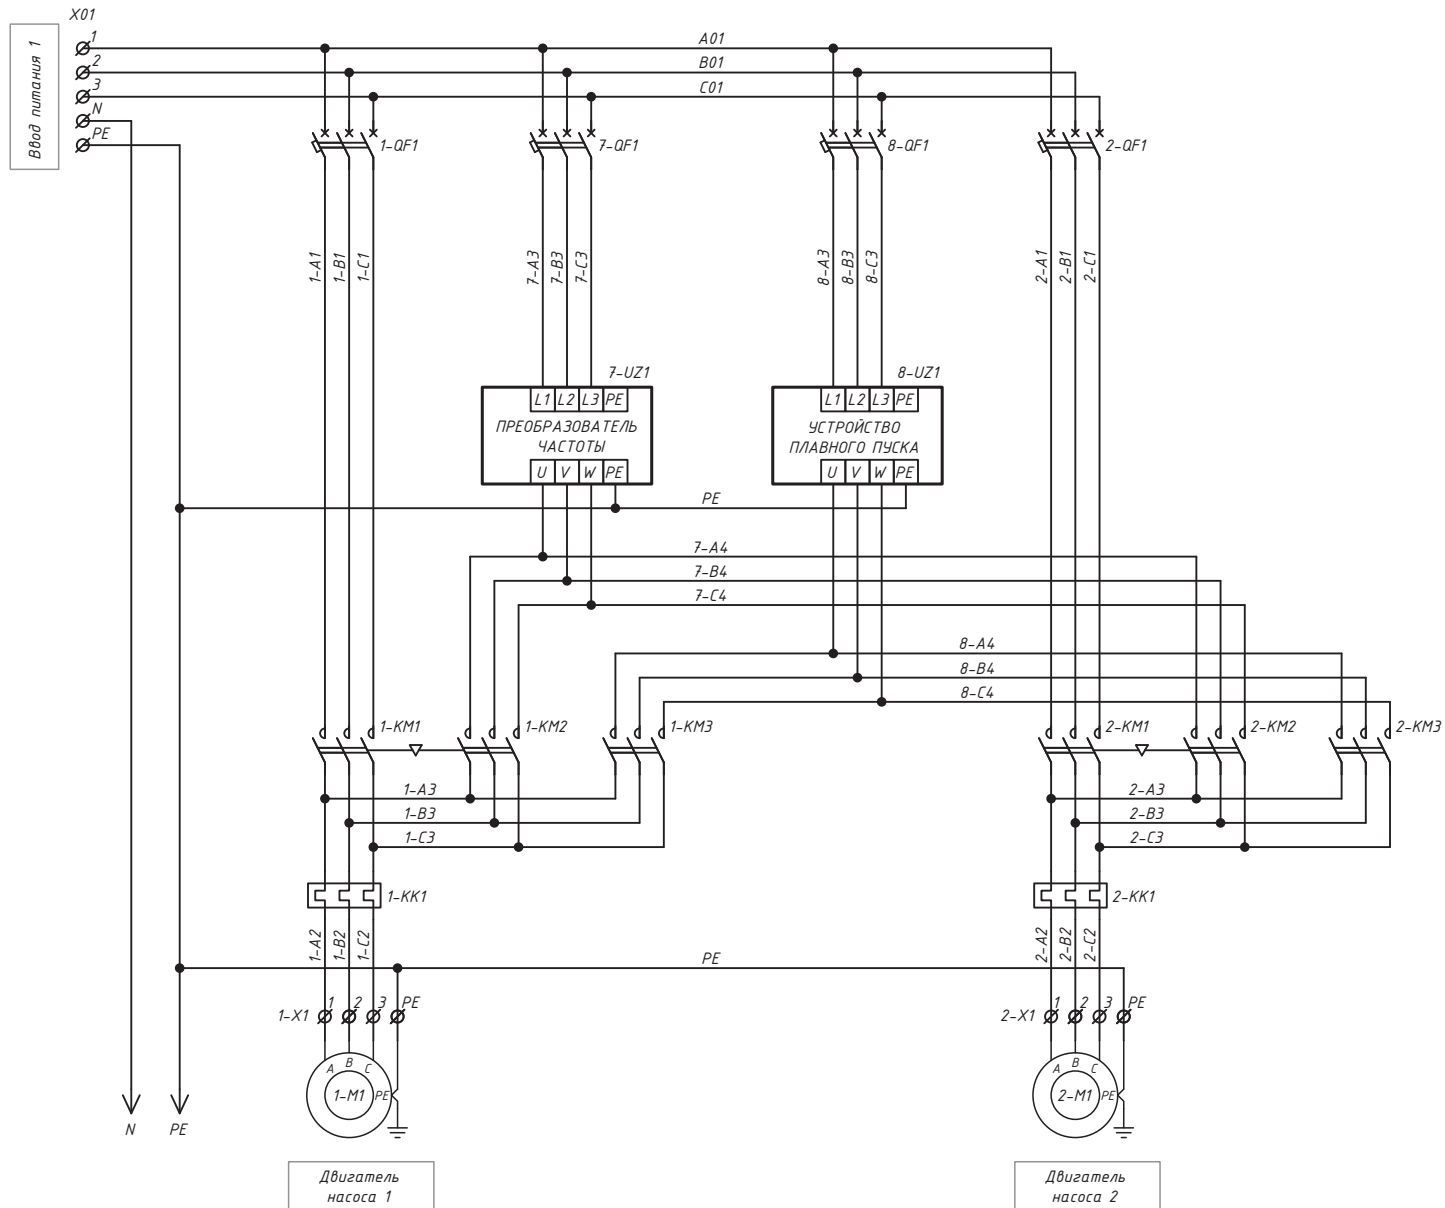 X01
Ввод питания 1
1
2
3
N
PE
A01
B01
C01
1-QF1
7-QF1
8-QF1
2-QF1
1-A1
1-B1
1-C1
7-A3
7-B3
7-C3
8-A3
8-B3
8-C3
2-A1
2-B1
2-C1
7-UZ1
L1 L2 L3 PE
ПРЕОБРАЗОВАТЕЛЬ
ЧАСТОТЫ
U V W PE
8-UZ1
L1 L2 L3 PE
УСТРОЙСТВО
ПЛАВНОГО ПУСКА
U V W PE
PE
7-A4
7-B4
7-C4
8-A4
8-B4
8-C4
1-KM1
1-KM2
1-KM3
2-KM1
2-KM2
2-KM3
1-A3
1-B3
1-C3
2-A3
2-B3
2-C3
1-KK1
2-KK1
1-A2
1-B2
1-C2
2-A2
2-B2
2-C2
PE
1-X1
1 2 3 PE
2-X1
1 2 3 PE
A B C
1-M1
PE
A B C
2-M1
PE
N
PE
Двигатель
насоса 1
Двигатель
насоса 2